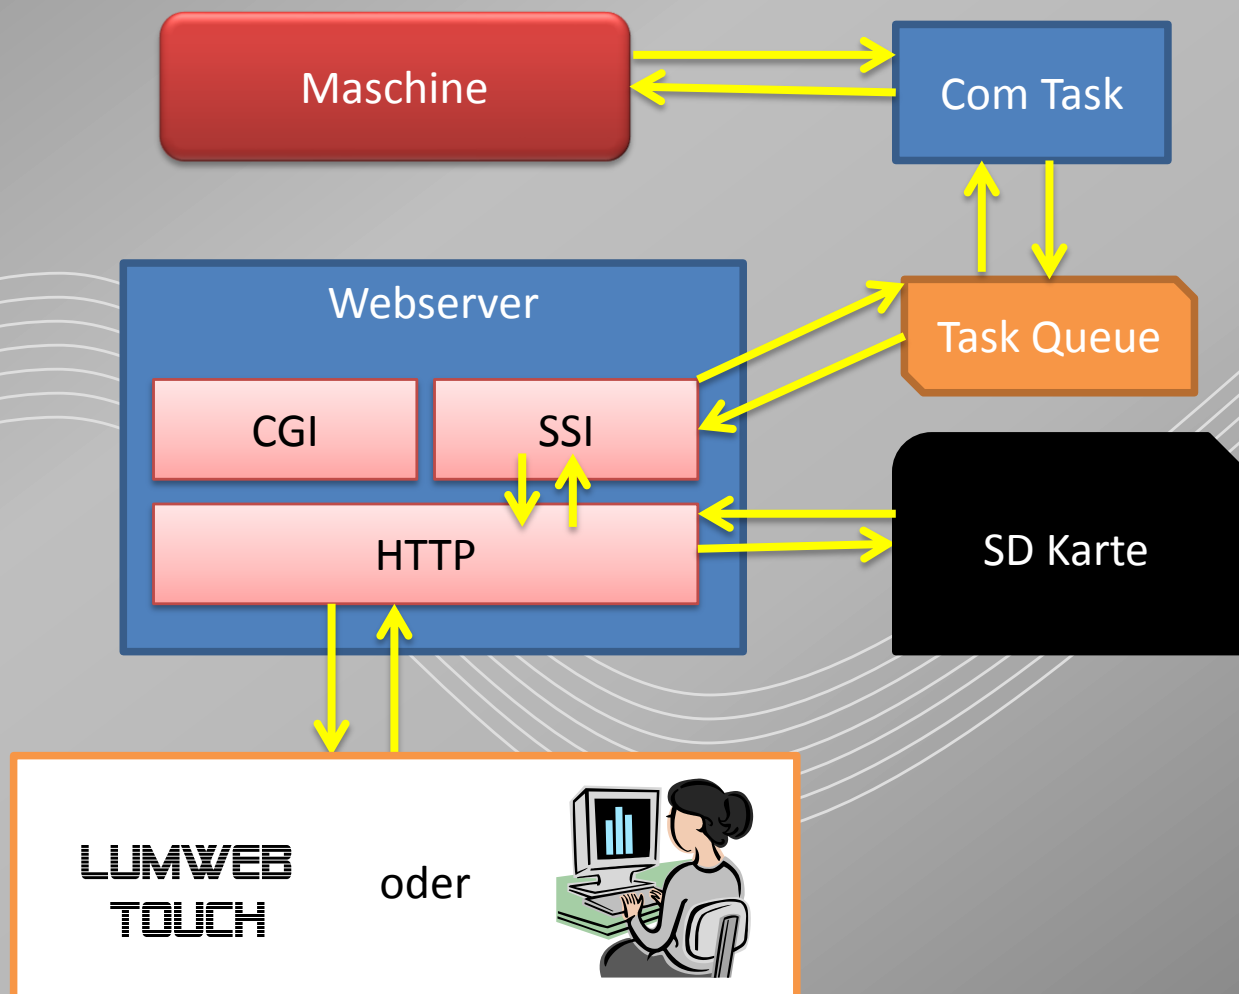 Maschine
Com Task
Webserver
Task Queue
CGI
SSI
HTTP
SD Karte
LUMWEB
TOUCH
oder